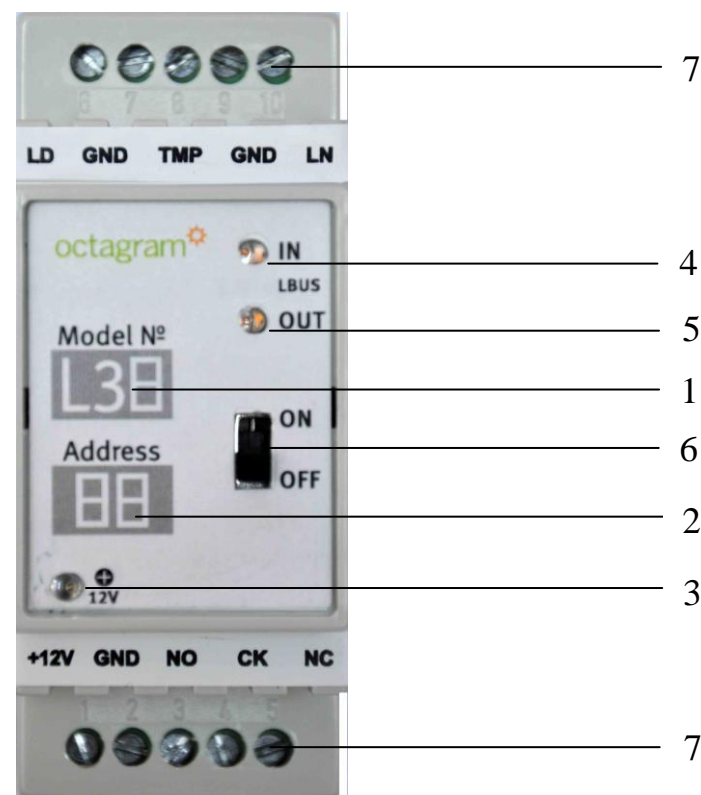 7
6 7 8 9 10
LD GND TMP GND LN
octagram
IN
4
LBUS
OUT
5
Model Nº
L38
1
ON
Address
6
OFF
88
2
12V
3
+12V GND NO CK NC
1 2 3 4 5
7